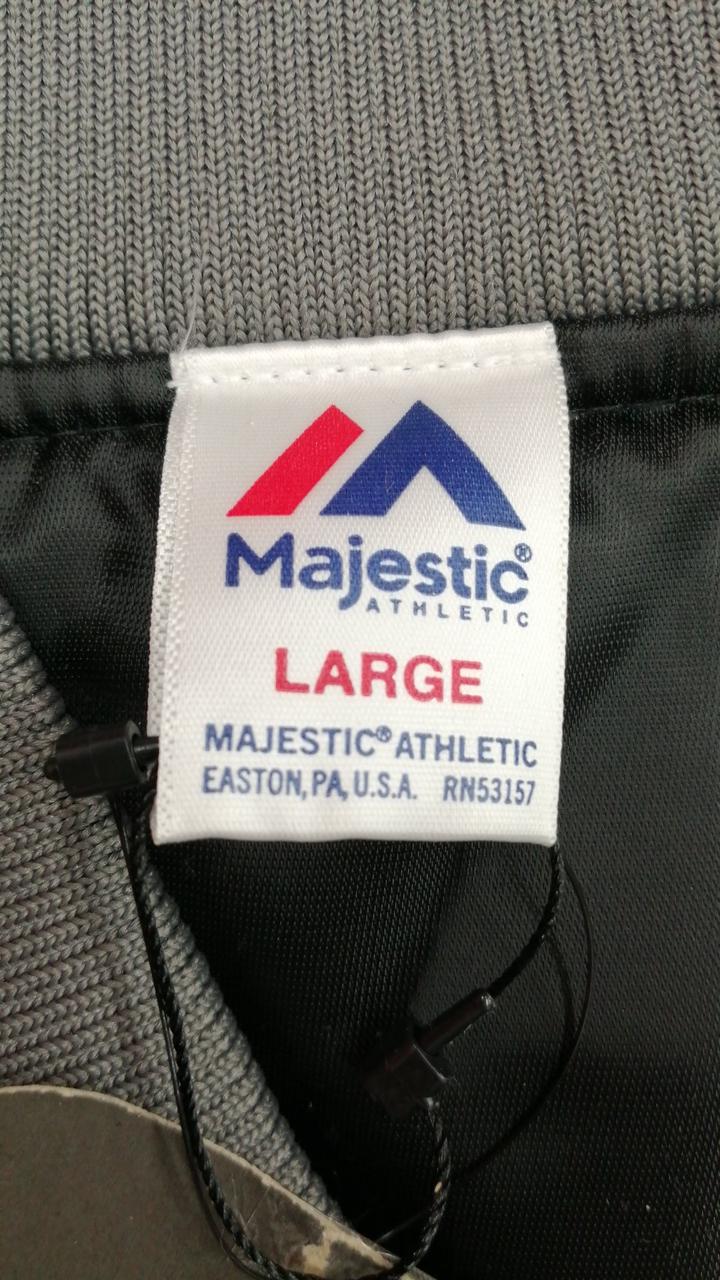 Majestic®
ATHLETIC
LARGE
MAJESTIC® ATHLETIC
EASTON, PA, U.S.A. RN53157